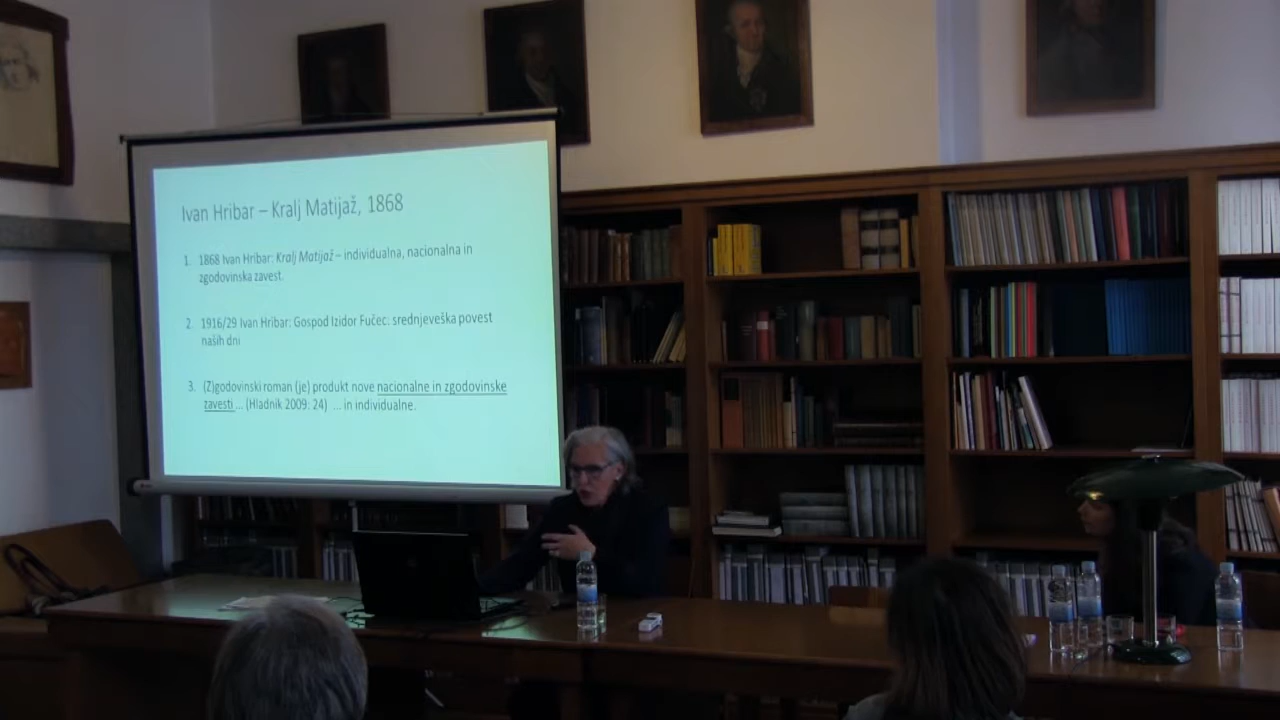 Ivan Hribar – Kralj Matijaž, 1868
1. 1868 Ivan Hribar: Kralj Matijaž – individualna, nacionalna in
zgodovinska zavest.
2. 1916/29 Ivan Hribar: Gospod Izidor Fučec: srednjeveška povest
naših dni
3. (Z)godovinski roman (je) produkt nove nacionalne in zgodovinske
zavesti ... (Hladnik 2009: 24) ... in individualne.